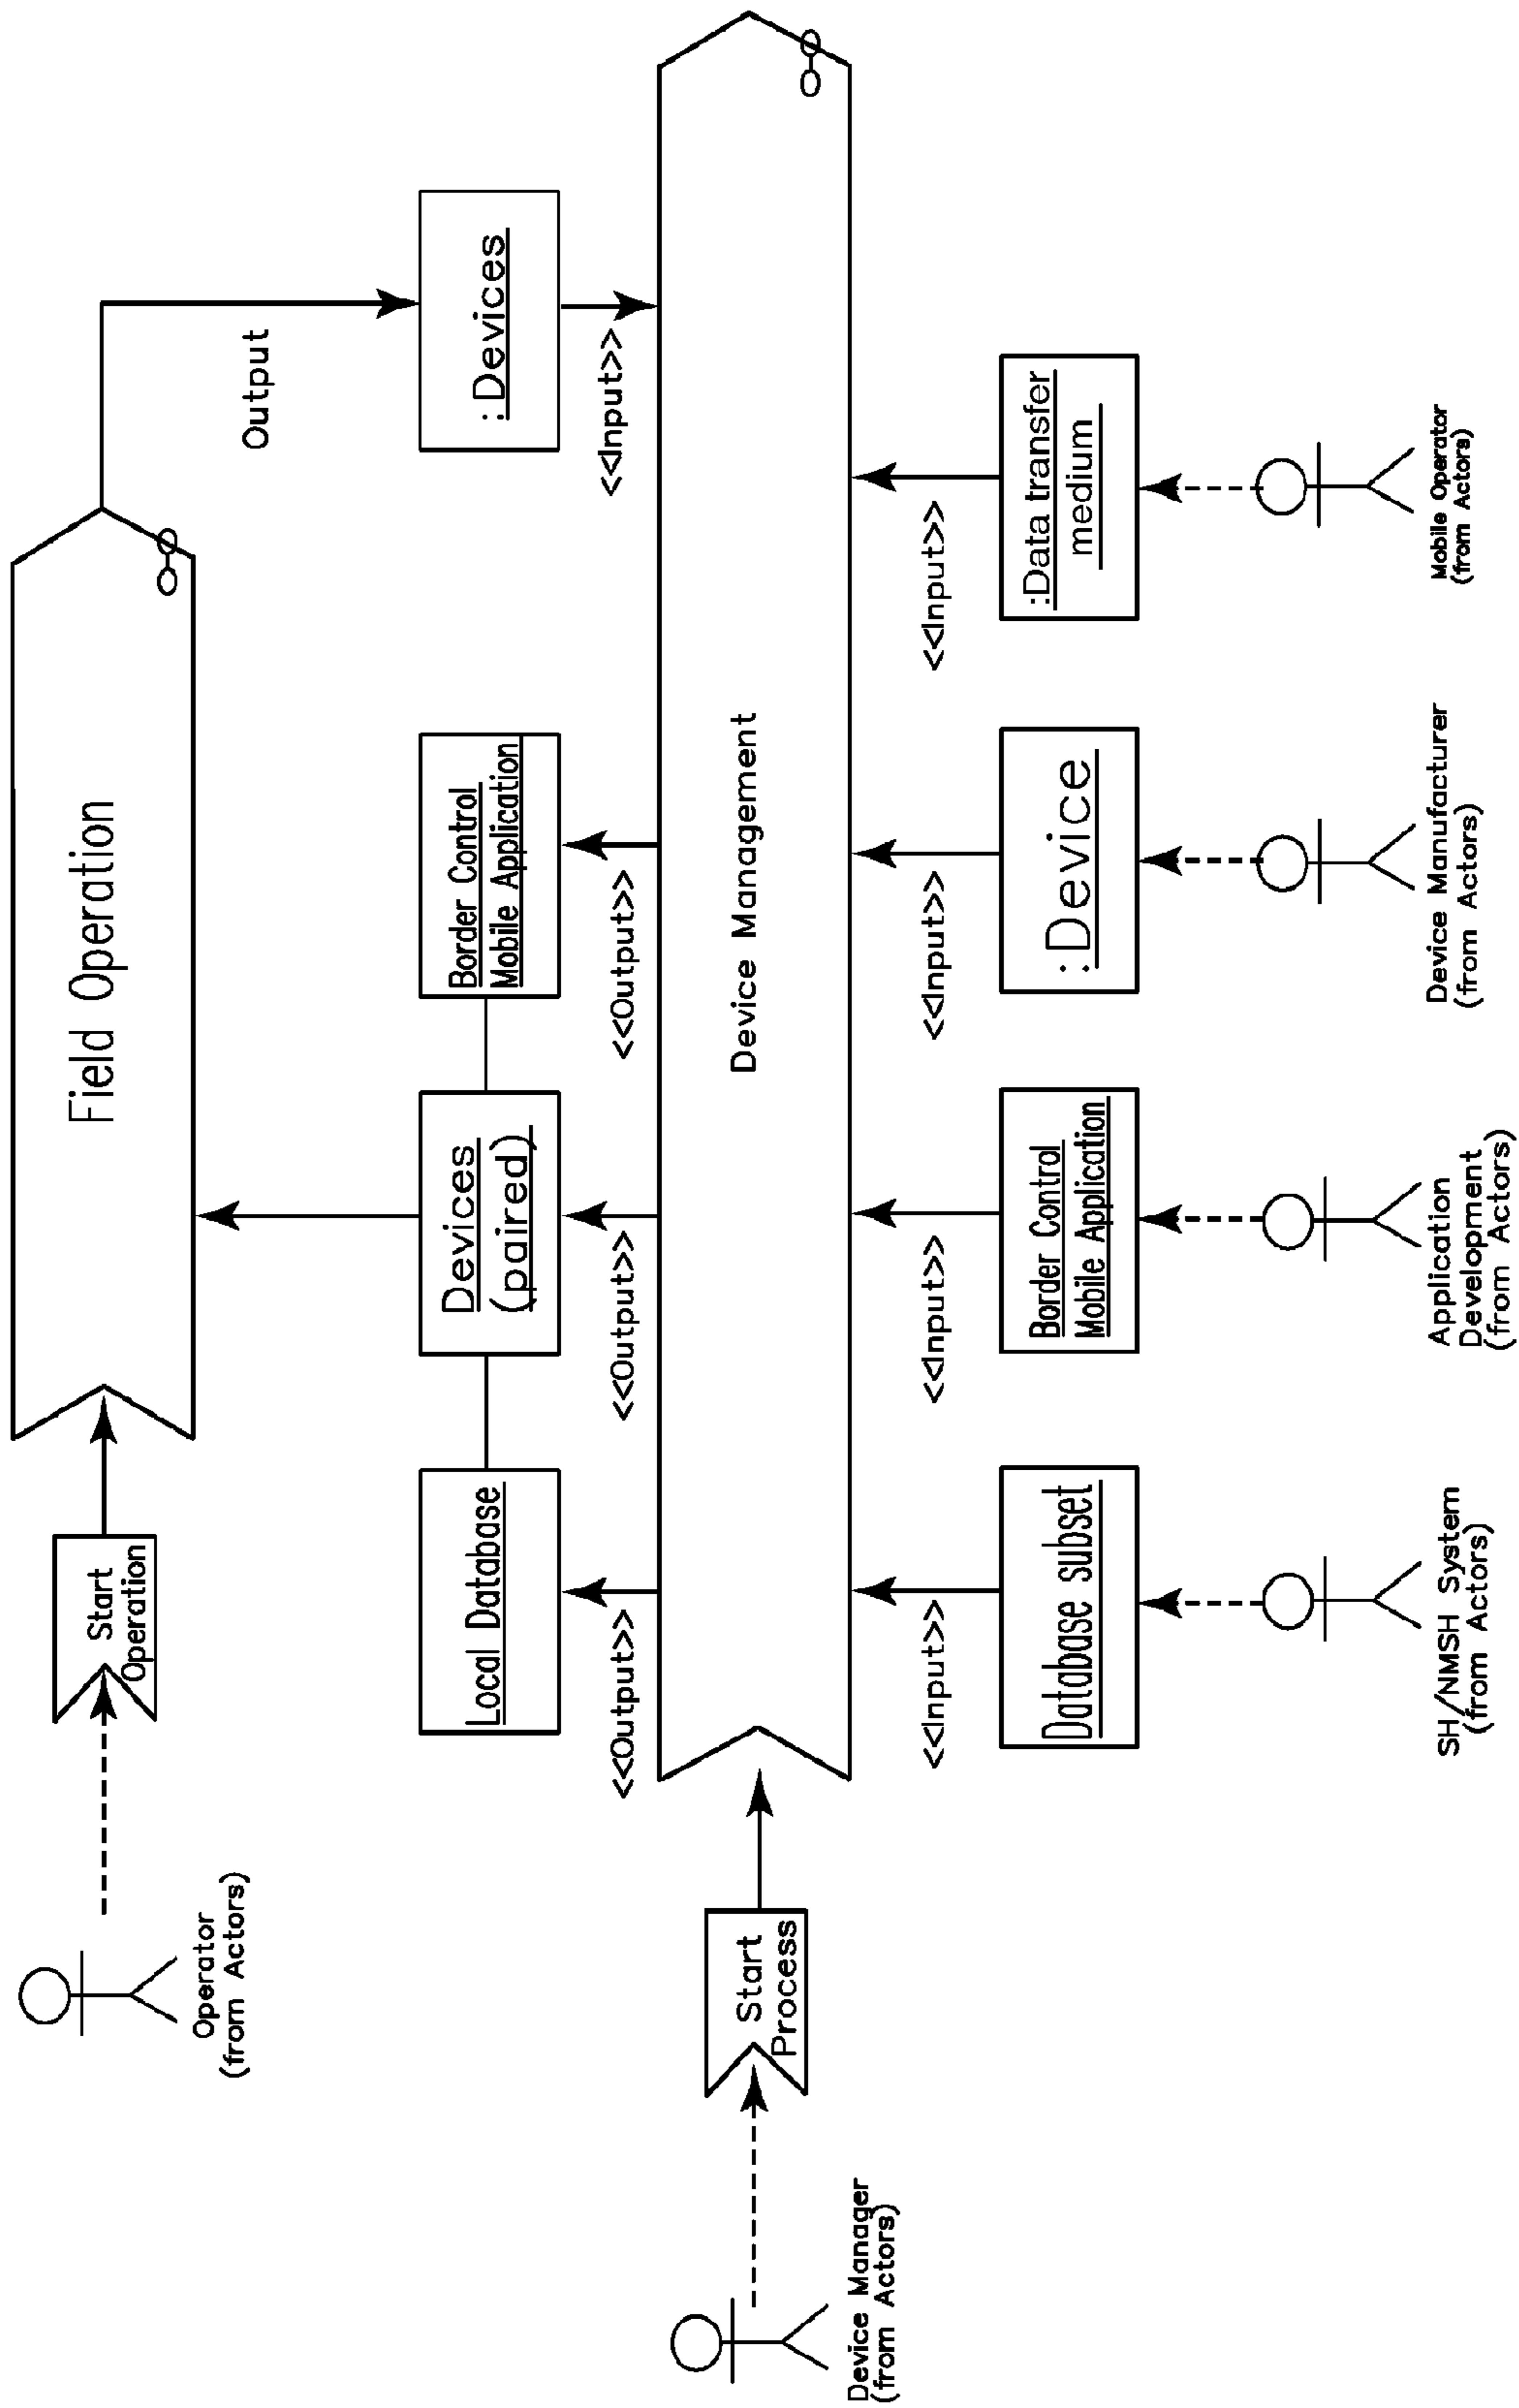 Operator
(from Actors)
Start
Operation
Field Operation
Output
Local Database
Devices
(paired)
Border Control
Mobile Application
:Devices
<<Output>>
<<Output>>
<<Output>>
<<Input>>
Device Manager
(from Actors)
Start
Process
Device Management
<<Input>>
<<Input>>
<<Input>>
<<Input>>
Database subset
Border Control
Mobile Application
:Device
:Data transfer
medium
SH/NMSH System
(from Actors)
Application
Development
(from Actors)
Device Manufacturer
(from Actors)
Mobile Operator
(from Actors)